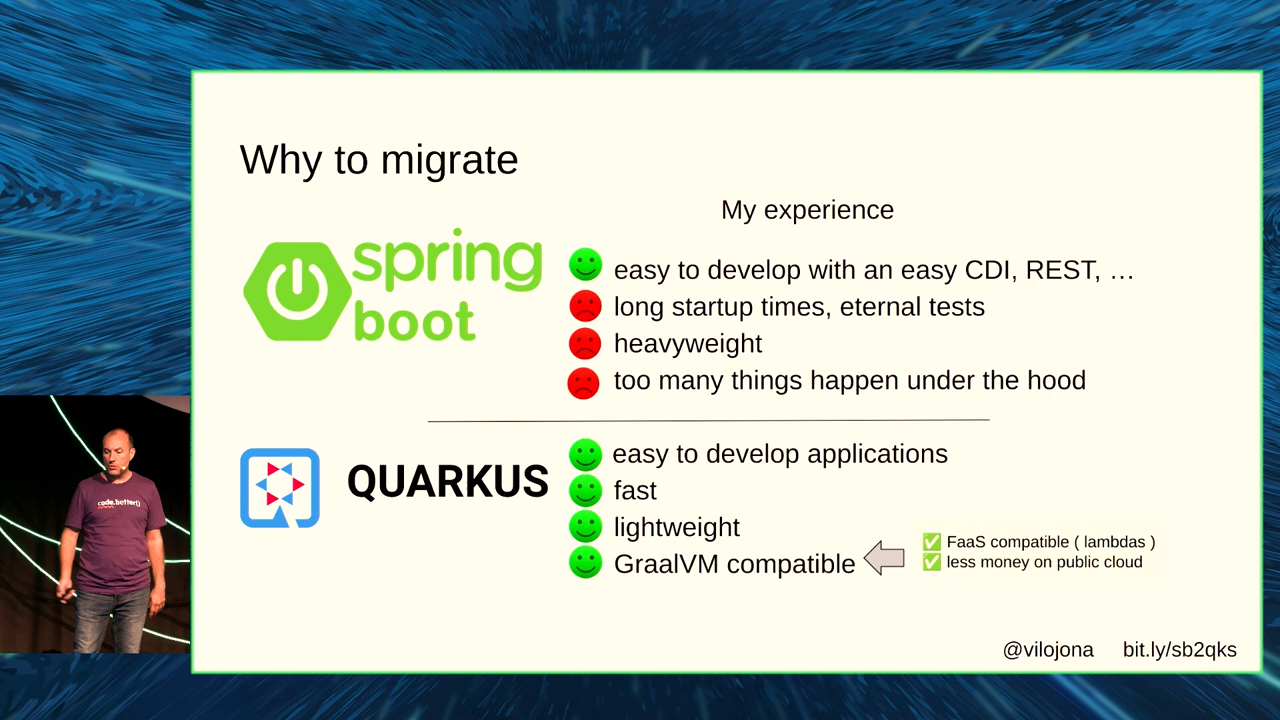 Why to migrate
My experience
spring
boot
easy to develop with an easy CDI, REST, …
long startup times, eternal tests
heavyweight
too many things happen under the hood
QUARKUS
easy to develop applications
fast
lightweight
GraalVM compatible
✅ FaaS compatible ( lambdas )
✅ less money on public cloud
code.better()
@vilojona bit.ly/sb2qks